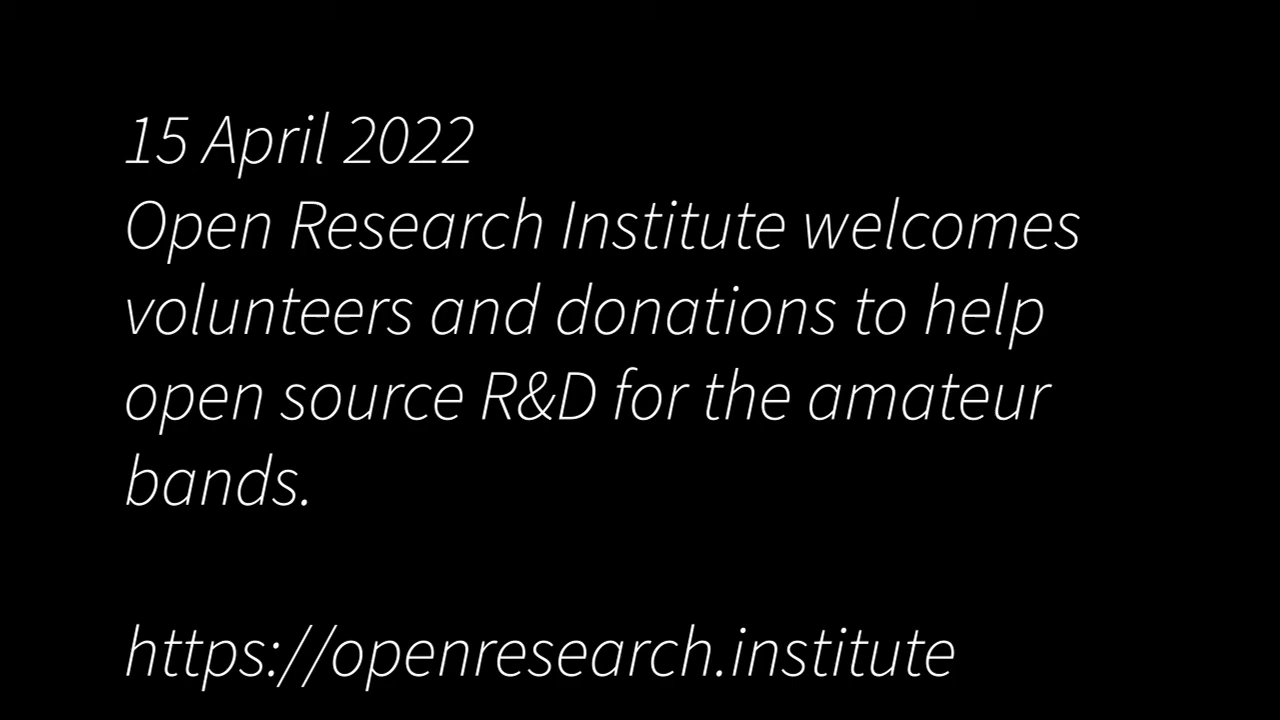 15 April 2022
Open Research Institute welcomes
volunteers and donations to help
open source R&D for the amateur
bands.
https://openresearch.institute